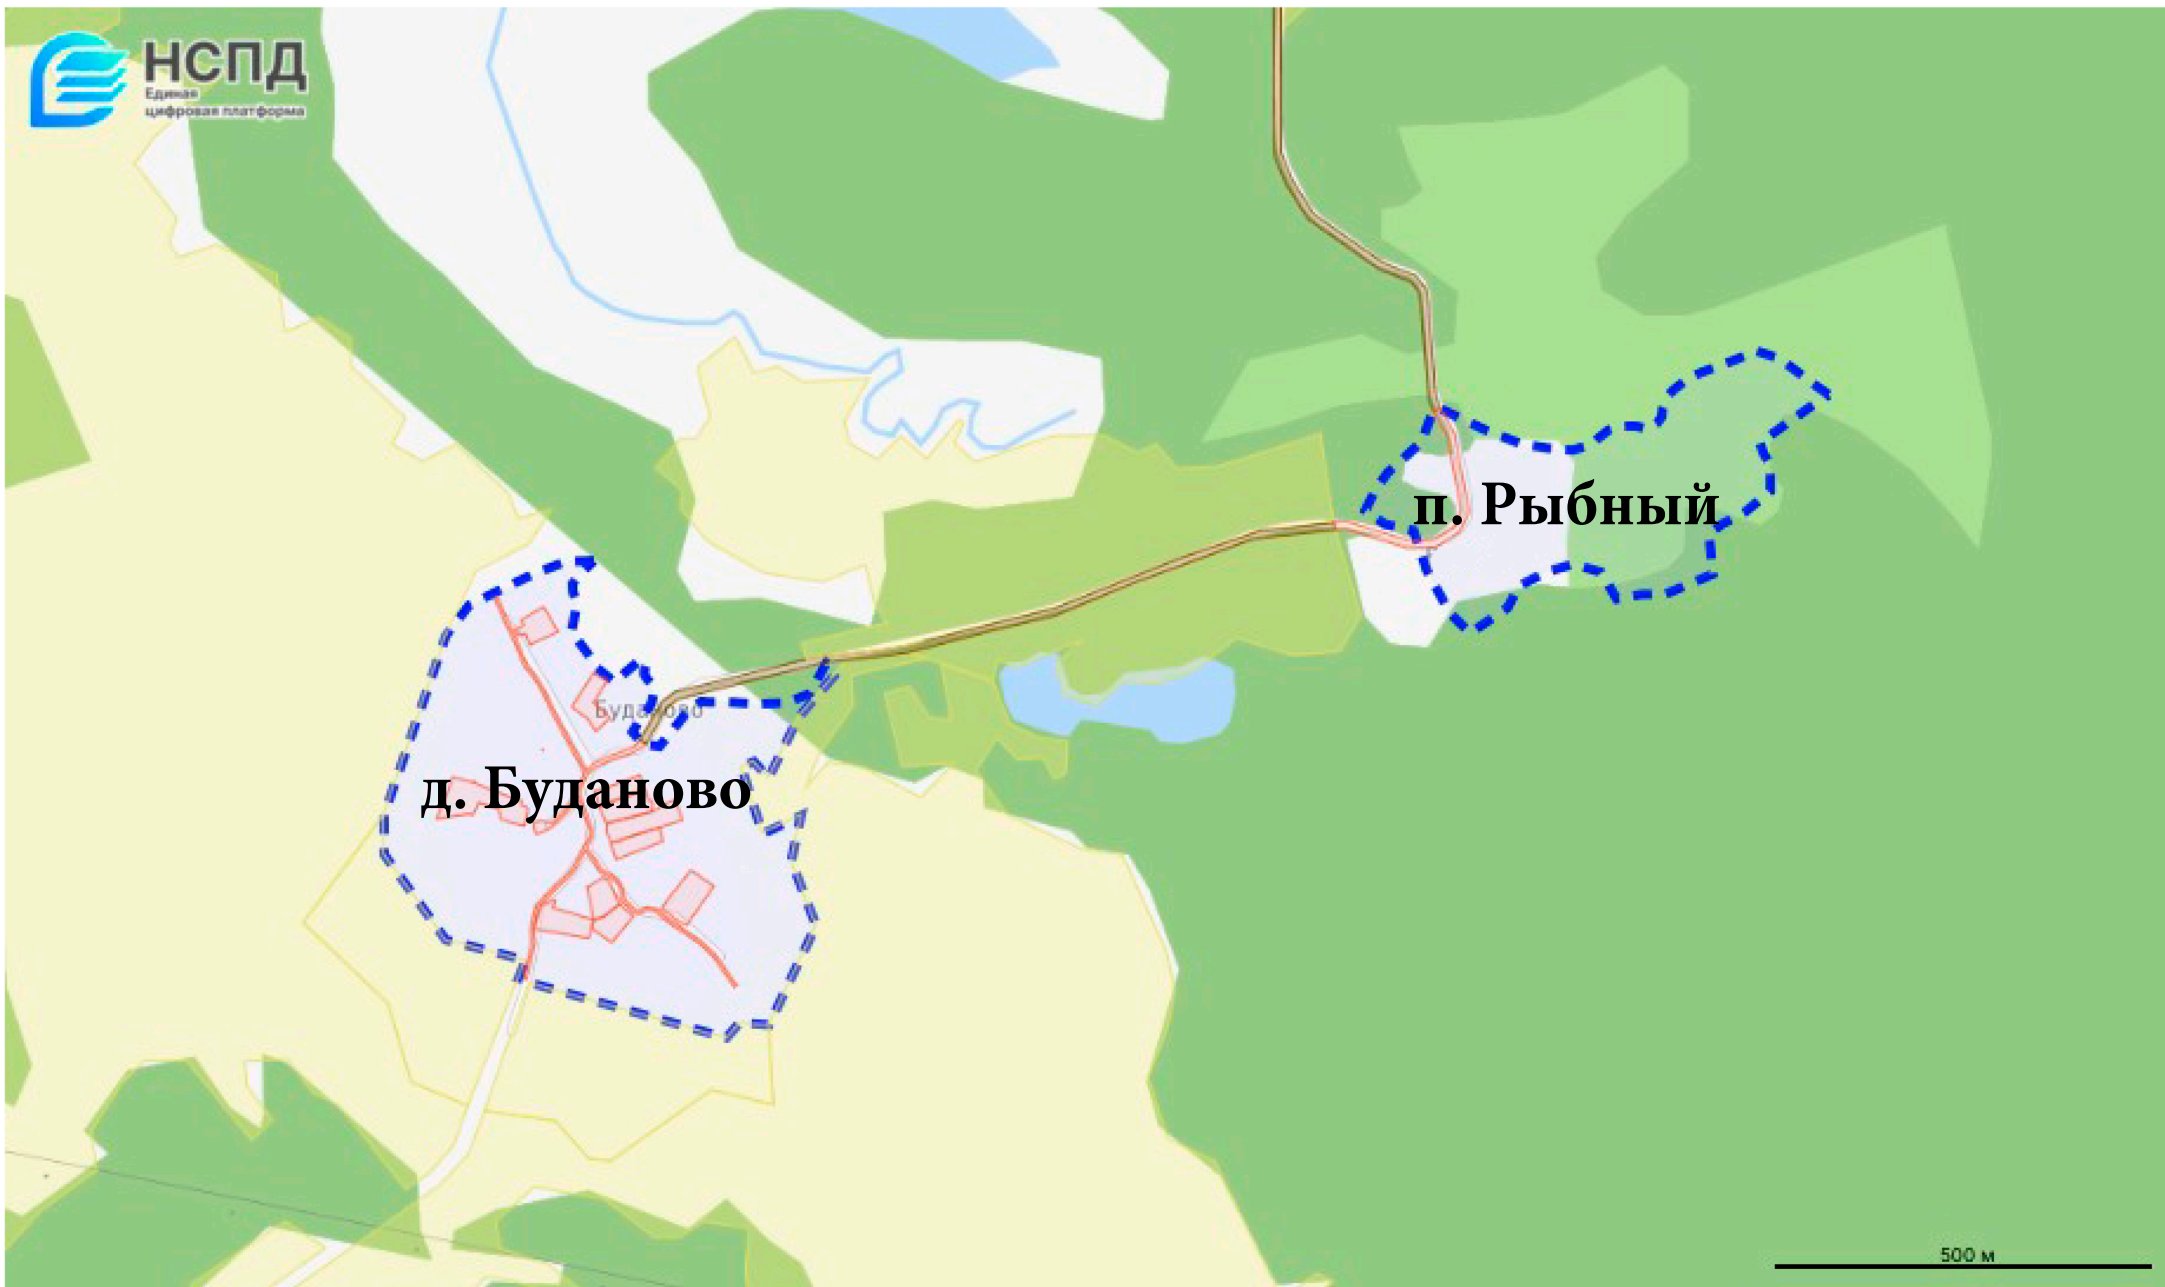 НСПД
Единая
цифровая платформа
п. Рыбный
Буданово
д. Буданово
500 м